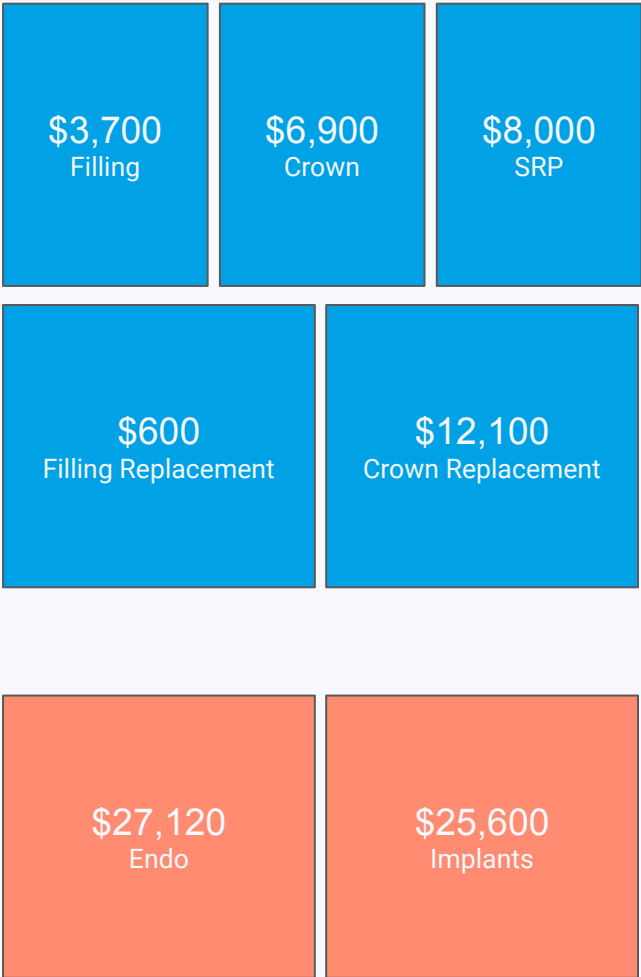 $3,700
Filling
$6,900
Crown
$8,000
SRP
$600
Filling Replacement
$12,100
Crown Replacement
$27,120
Endo
$25,600
Implants